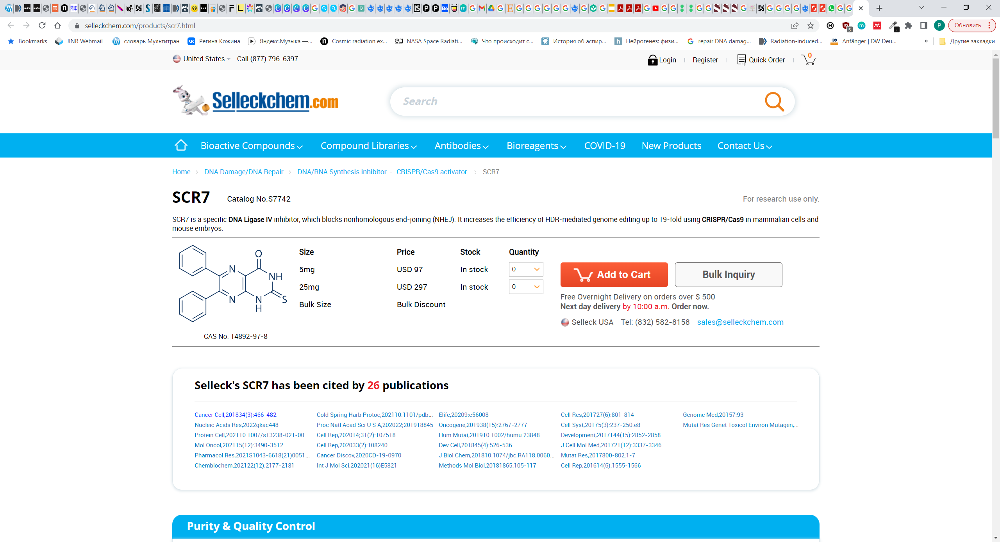 selleckchem.com/products/scr7.html
Обновить
Bookmarks
JINR Webmail
словарь Мультитран
Регина Кожина
Яндекс.Музыка —...
Cosmic radiation ex...
NASA Space Radiati...
Что происходит с...
История об аспир...
Нейрогенез: физи...
repair DNA damag...
Radiation-induced...
Anfänger | DW Deu...
»
Другие закладки
United States
Call (877) 796-6397
Login
Register
Quick Order
0
Selleckchem.com
Search
Bioactive Compounds
Compound Libraries
Antibodies
Bioreagents
COVID-19
New Products
Contact Us
Home > DNA Damage/DNA Repair > DNA/RNA Synthesis inhibitor - CRISPR/Cas9 activator > SCR7
SCR7 Catalog No.S7742
For research use only.
SCR7 is a specific DNA Ligase IV inhibitor, which blocks nonhomologous end-joining (NHEJ). It increases the efficiency of HDR-mediated genome editing up to 19-fold using CRISPR/Cas9 in mammalian cells and
mouse embryos.
O
N
NH
N
N
H
S
CAS No. 14892-97-8
Size Price Stock Quantity
5mg USD 97 In stock 0
25mg USD 297 In stock 0
Bulk Size Bulk Discount
Add to Cart
Bulk Inquiry
Free Overnight Delivery on orders over $ 500
Next day delivery by 10:00 a.m. Order now.
Selleck USA Tel: (832) 582-8158 sales@selleckchem.com
Selleck's SCR7 has been cited by 26 publications
Cancer Cell,201834(3):466-482
Nucleic Acids Res,2022gkac448
Protein Cell,202110.1007/s13238-021-00...
Mol Oncol,202115(12):3490-3512
Pharmacol Res,2021S1043-6618(21)0051...
Chembiochem,202122(12):2177-2181
Cold Spring Harb Protoc,202110.1101/pdb...
Proc Natl Acad Sci U S A,202022;201918845
Cell Rep,202014;31(2):107518
Cell Rep,202033(2):108240
Cancer Discov,2020CD-19-0970
Int J Mol Sci,202021(16)E5821
Elife,20209:e56008
Oncogene,201938(15):2767-2777
Hum Mutat,201910.1002/humu.23848
Dev Cell,201845(4):526-536
J Biol Chem,201810.1074/jbc.RA118.0060...
Methods Mol Biol,20181865:105-117
Cell Res,201727(6):801-814
Cell Syst,20175(3):237-250.e8
Development,2017144(15):2852-2858
J Cell Mol Med,201721(12):3337-3346
Mutat Res,2017800-802:1-7
Cell Rep,201614(6):1555-1566
Genome Med,20157:93
Mutat Res Genet Toxicol Environ Mutagen,...
Purity & Quality Control